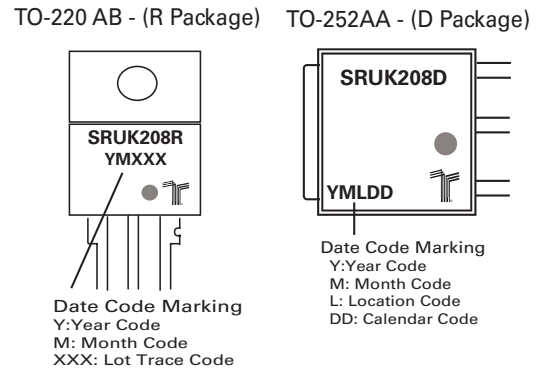 TO-220 AB - (R Package)
SRUK208R
YMXXX
Date Code Marking
Y:Year Code
M: Month Code
XXX: Lot Trace Code
TO-252AA - (D Package)
SRUK208D
YMLDD
Date Code Marking
Y:Year Code
M: Month Code
L: Location Code
DD: Calendar Code